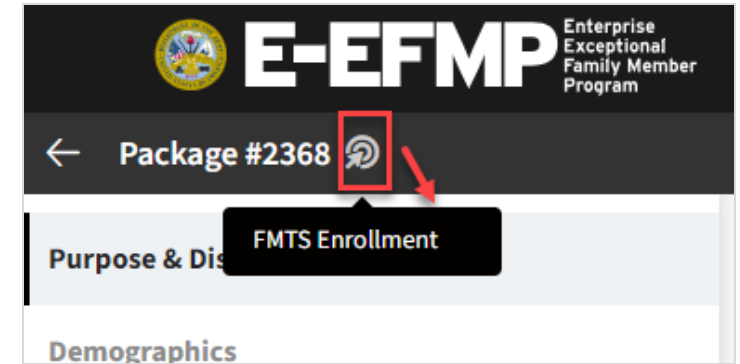 E-EFMP
Enterprise
Exceptional
Family Member
Program
Package #2368
FMTS Enrollment
Purpose & Dis
Demographics